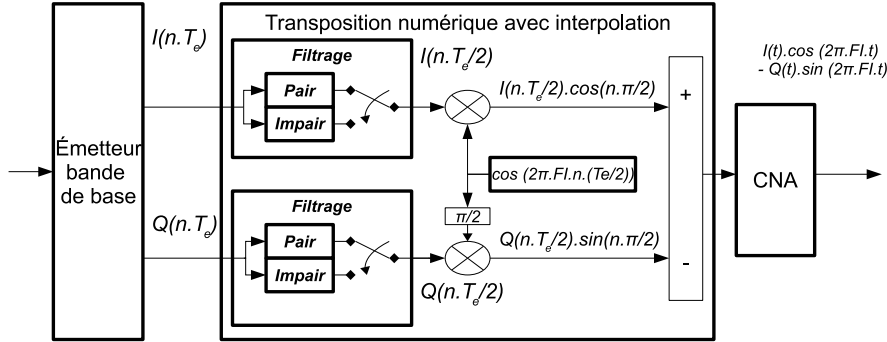 Transposition numérique avec interpolation
I(n.Te)
Filtrage
I(n.Te/2)
I(t).cos (2π.FI.t)
- Q(t).sin (2π.FI.t)
Pair
Impair
I(n.Te/2).cos(n.π/2)
+
Émetteur
bande
de base
cos (2π.FI.n.(Te/2))
CNA
Q(n.Te)
Filtrage
π/2
Pair
Impair
Q(n.Te/2).sin(n.π/2)
-
Q(n.Te/2)